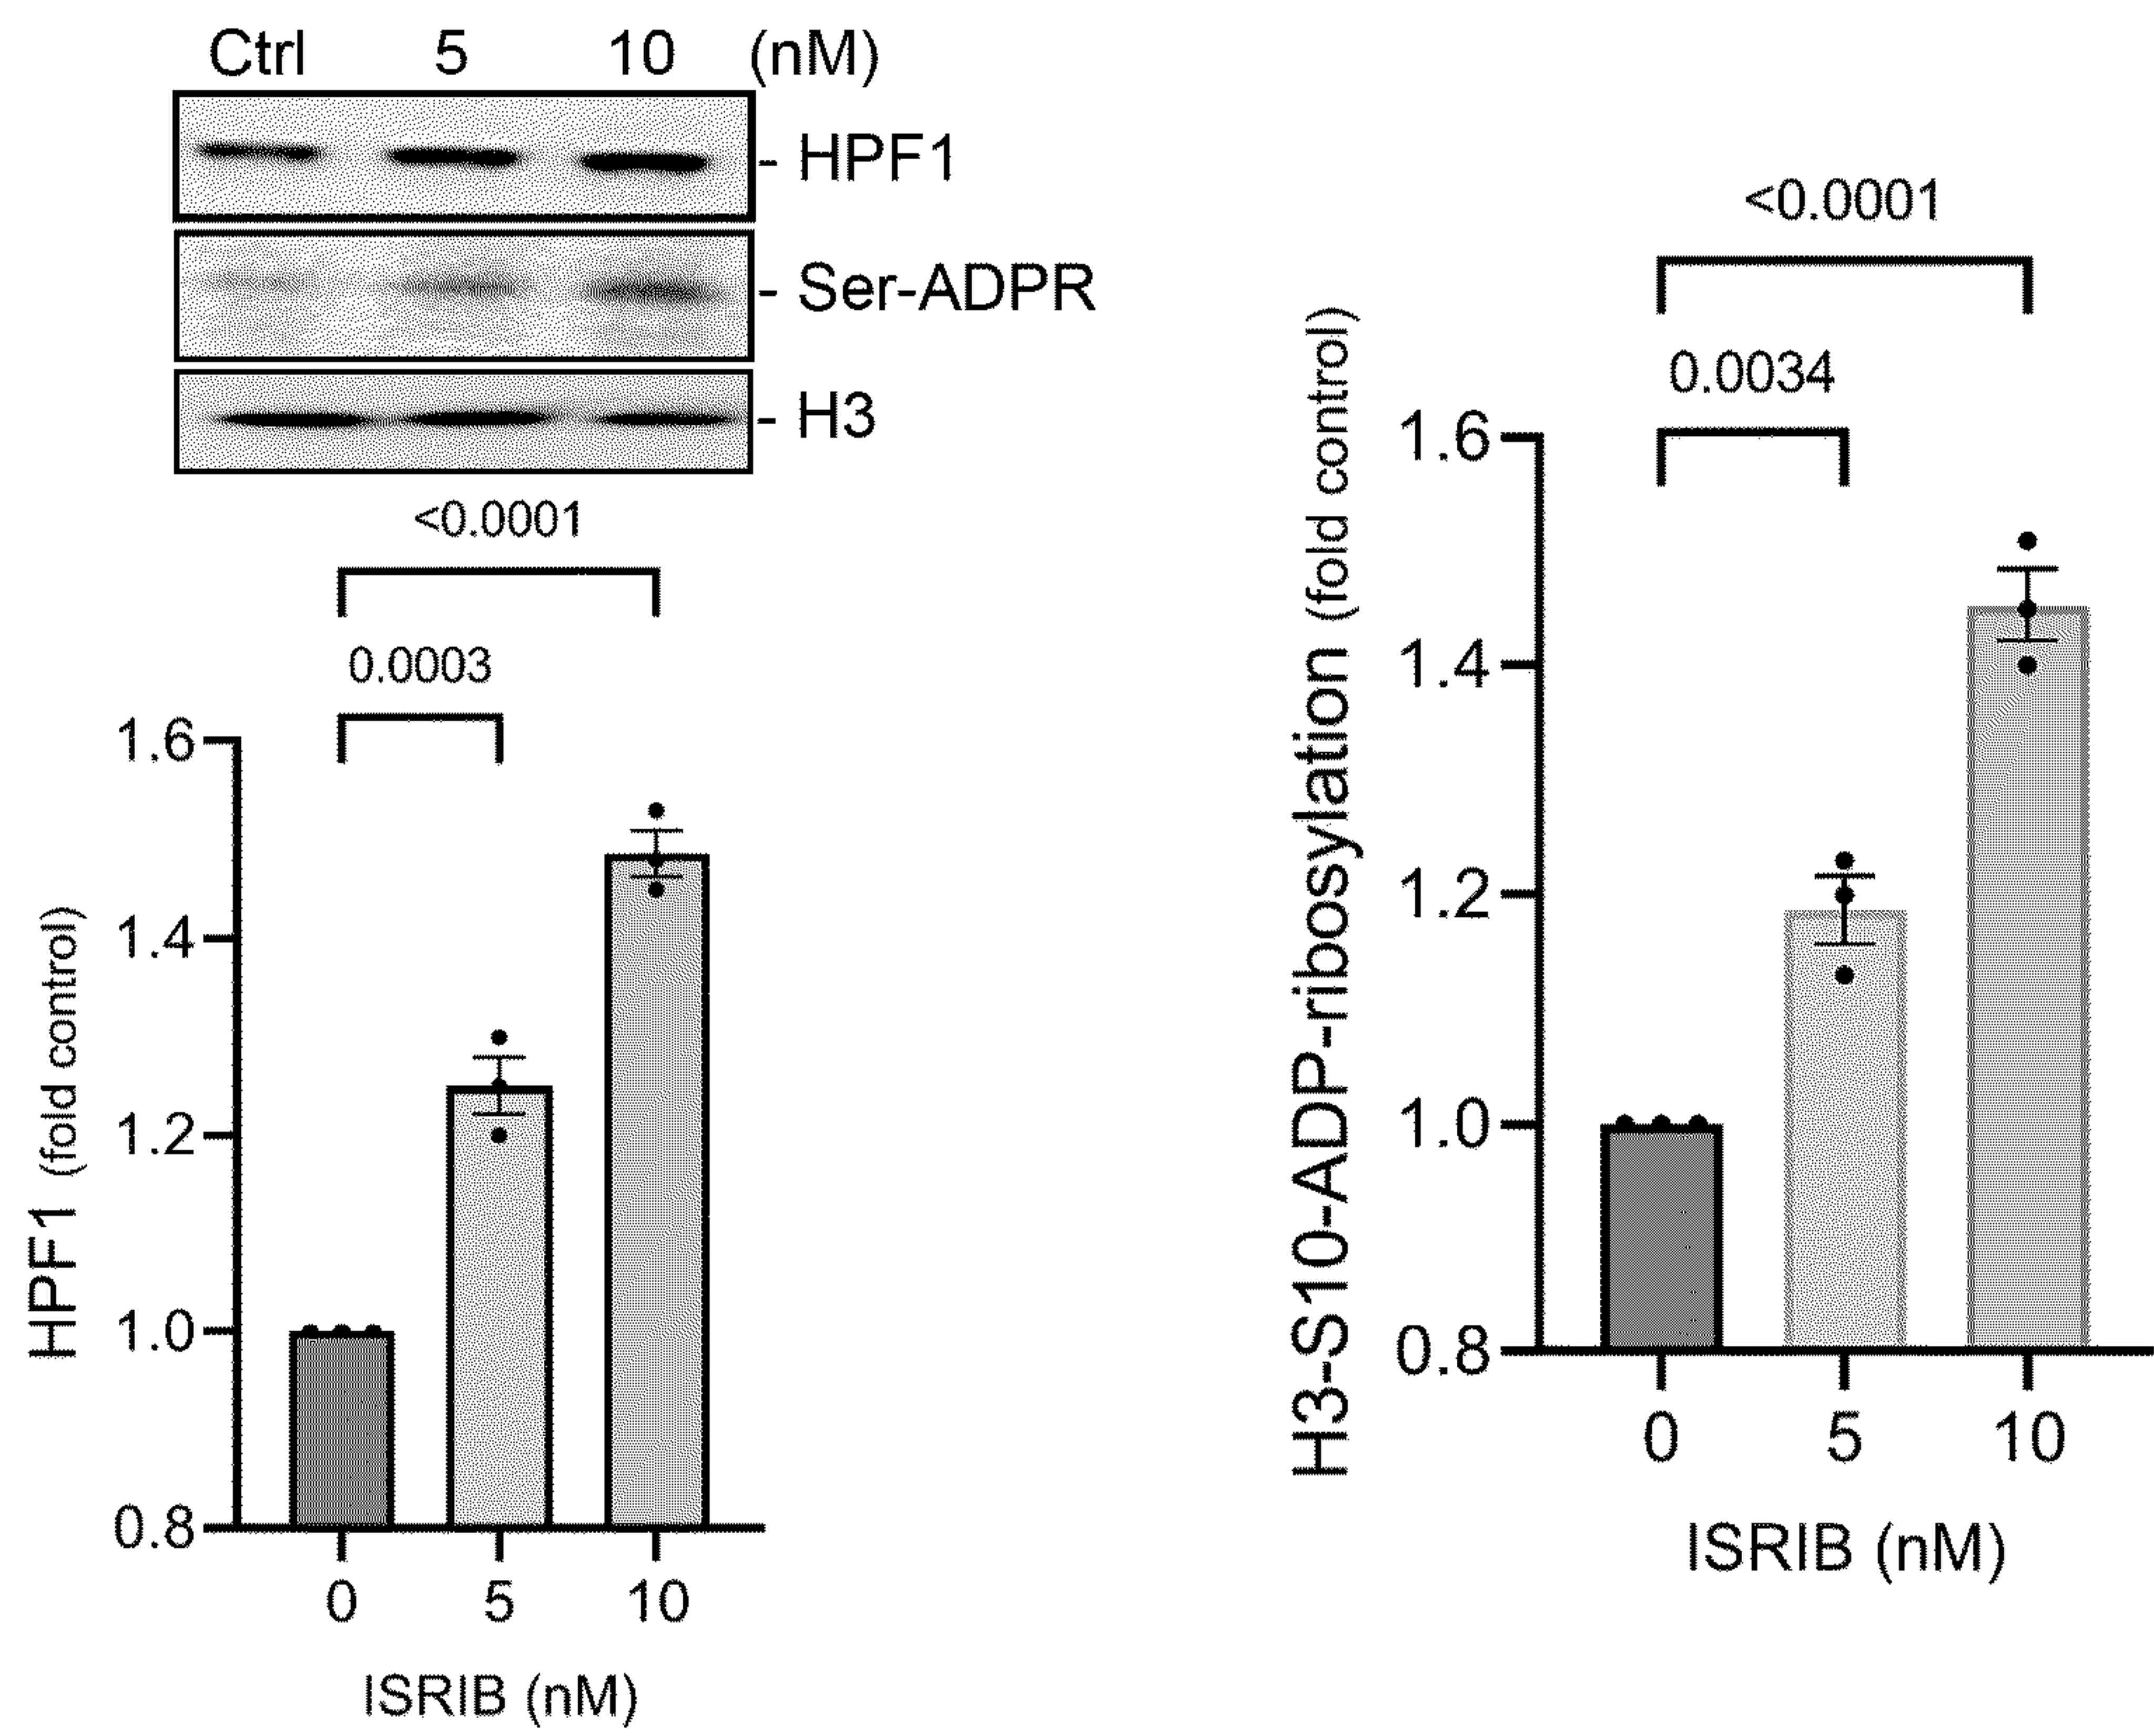 Ctrl 5 10 (nM)
- HPF1
- Ser-ADPR
- H3
<0.0001
0.0003
HPF1 (fold control)
1.6
1.4
1.2
1.0
0.8
0 5 10
ISRIB (nM)
<0.0001
0.0034
H3-S10-ADP-ribosylation (fold control)
1.6
1.4
1.2
1.0
0.8
0 5 10
ISRIB (nM)